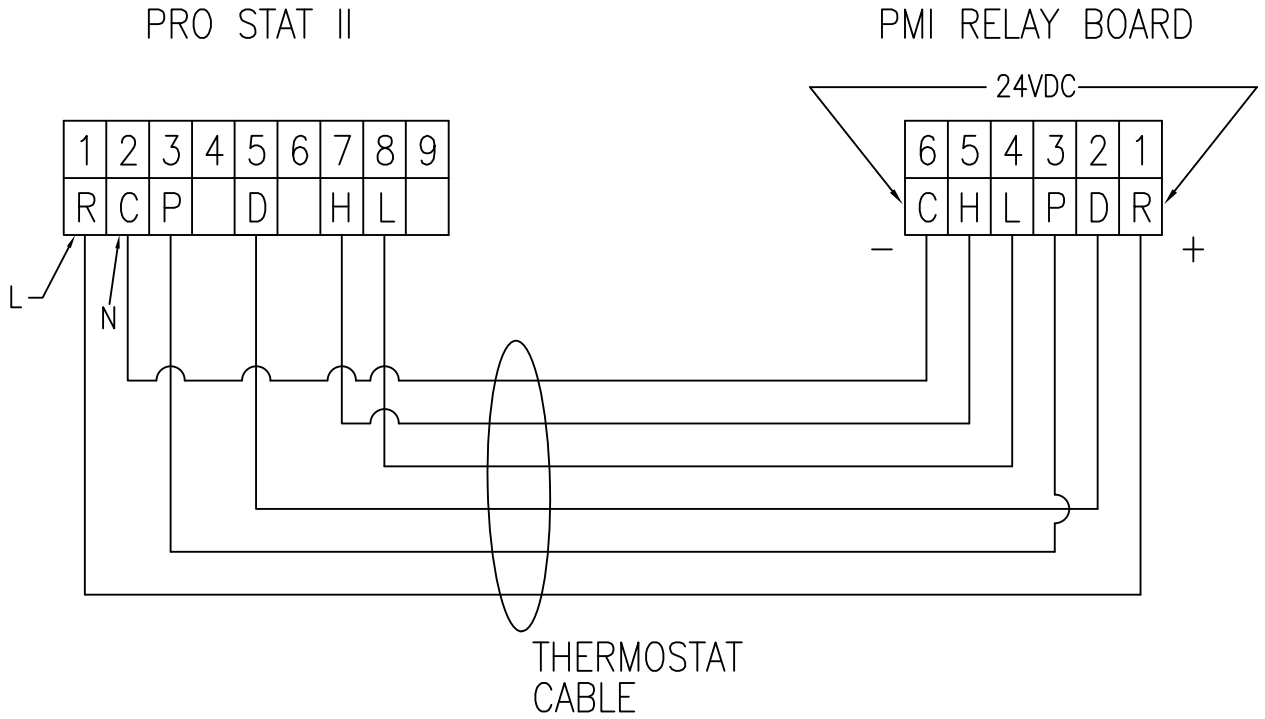 PRO STAT II
PMI RELAY BOARD
24VDC
1 2 3 4 5 6 7 8 9
R C P D H L
6 5 4 3 2 1
C H L P D R
L
N
− +
THERMOSTAT
CABLE